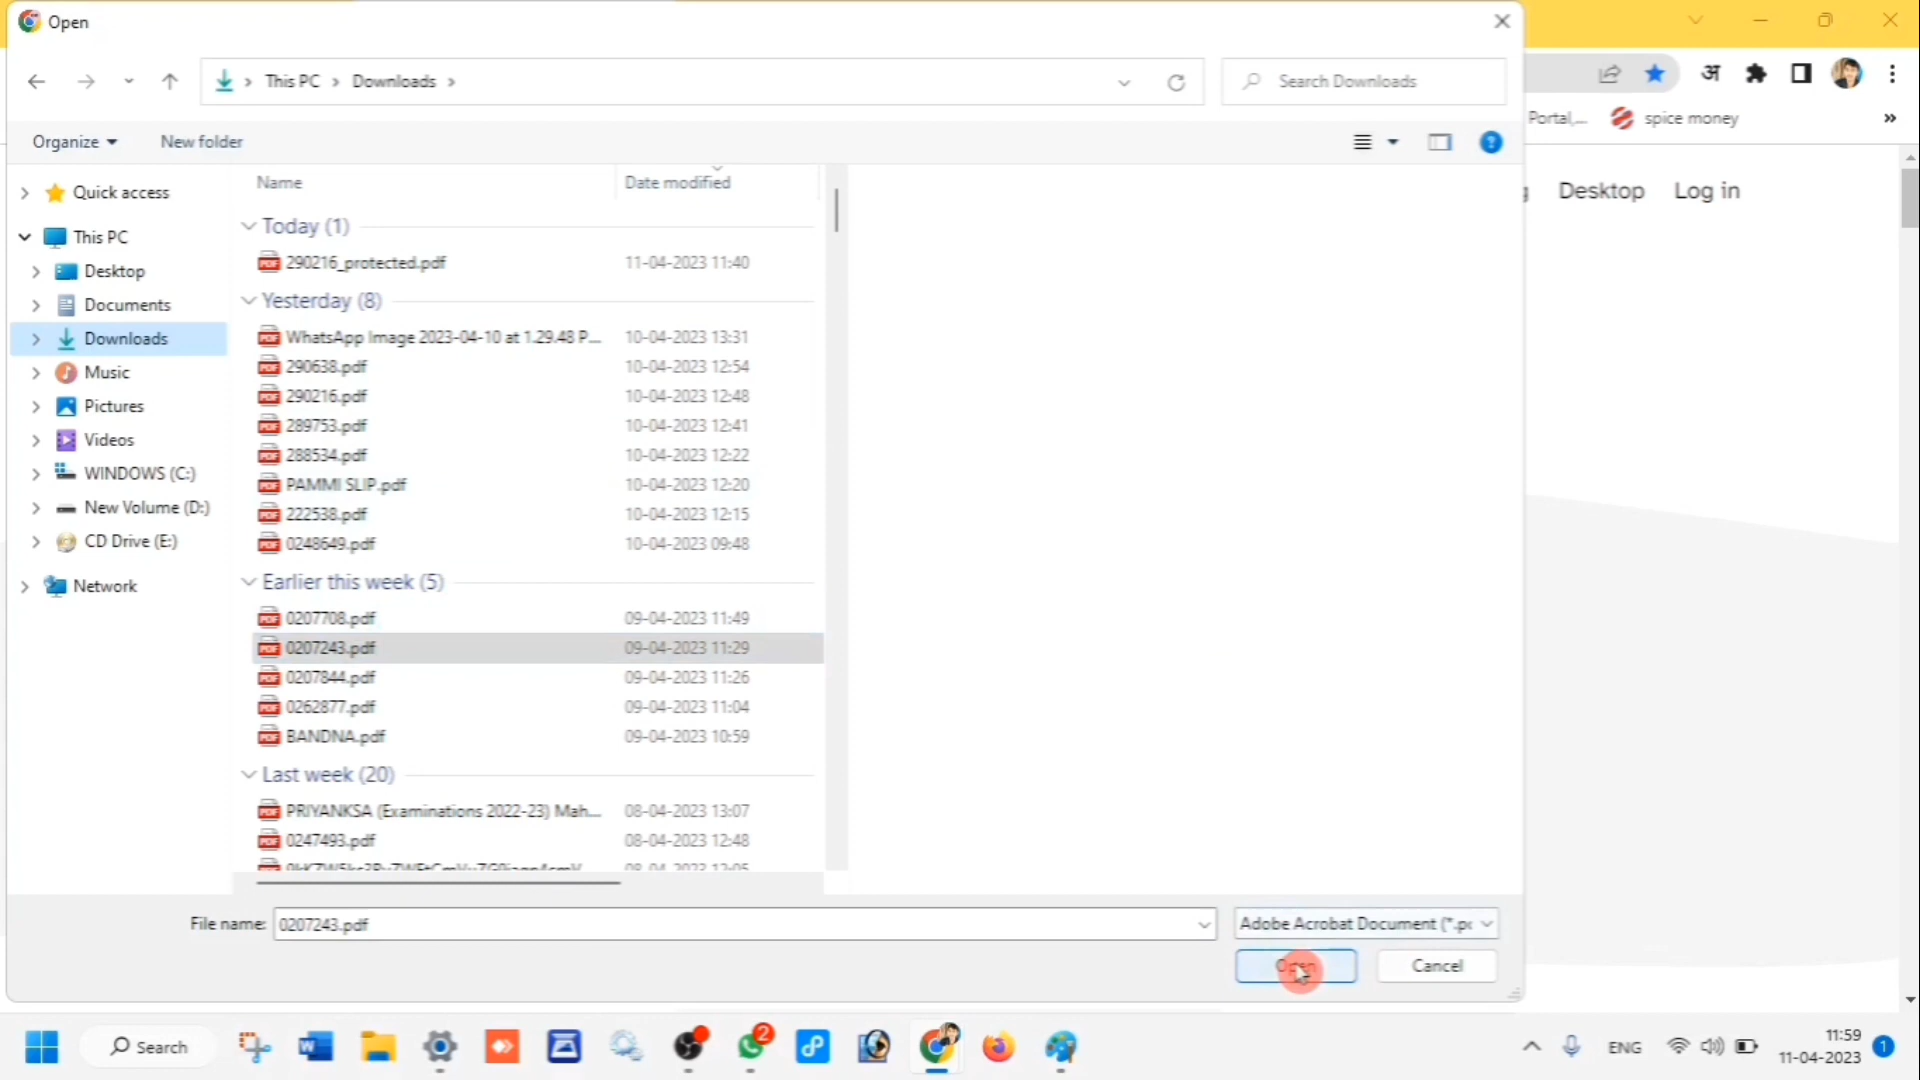 Open
This PC > Downloads >
Search Downloads
Organize
New folder
Portal,...
spice money
»
Desktop
Log in
Name
Date modified
Quick access
This PC
Desktop
Documents
Downloads
Music
Pictures
Videos
WINDOWS (C:)
New Volume (D:)
CD Drive (E:)
Network
Today (1)
290216_protected.pdf 11-04-2023 11:40
Yesterday (8)
WhatsApp Image 2023-04-10 at 1.29.48 P... 10-04-2023 13:31
290638.pdf 10-04-2023 12:54
290216.pdf 10-04-2023 12:48
289753.pdf 10-04-2023 12:41
288534.pdf 10-04-2023 12:22
PAMMI SLIP.pdf 10-04-2023 12:20
222538.pdf 10-04-2023 12:15
0248649.pdf 10-04-2023 09:48
Earlier this week (5)
0207708.pdf 09-04-2023 11:49
0207243.pdf 09-04-2023 11:29
0207844.pdf 09-04-2023 11:26
0262877.pdf 09-04-2023 11:04
BANDNA.pdf 09-04-2023 10:59
Last week (20)
PRIYANKSA (Examinations 2022-23) Mah... 08-04-2023 13:07
0247493.pdf 08-04-2023 12:48
08-04-2023 12:05
File name: 0207243.pdf
Adobe Acrobat Document (*.pc
Open
Cancel
Search
2
ENG
11:59
11-04-2023
1
अ